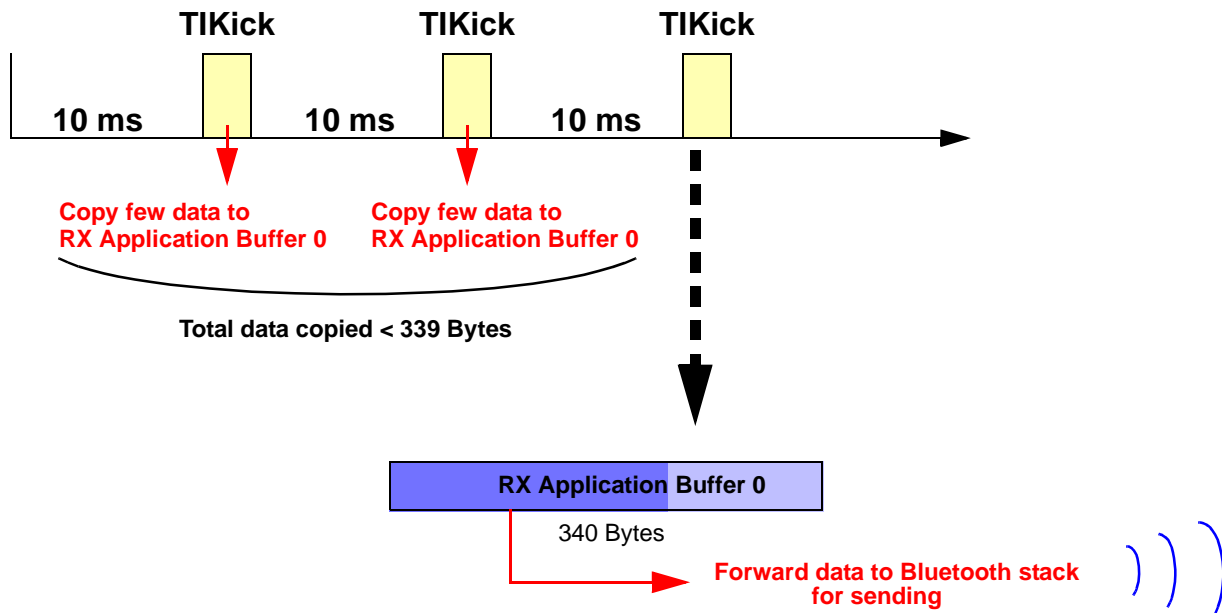 TIKick
TIKick
TIKick
10 ms
10 ms
10 ms
Copy few data to
RX Application Buffer 0
Copy few data to
RX Application Buffer 0
Total data copied < 339 Bytes
RX Application Buffer 0
340 Bytes
Forward data to Bluetooth stack
for sending